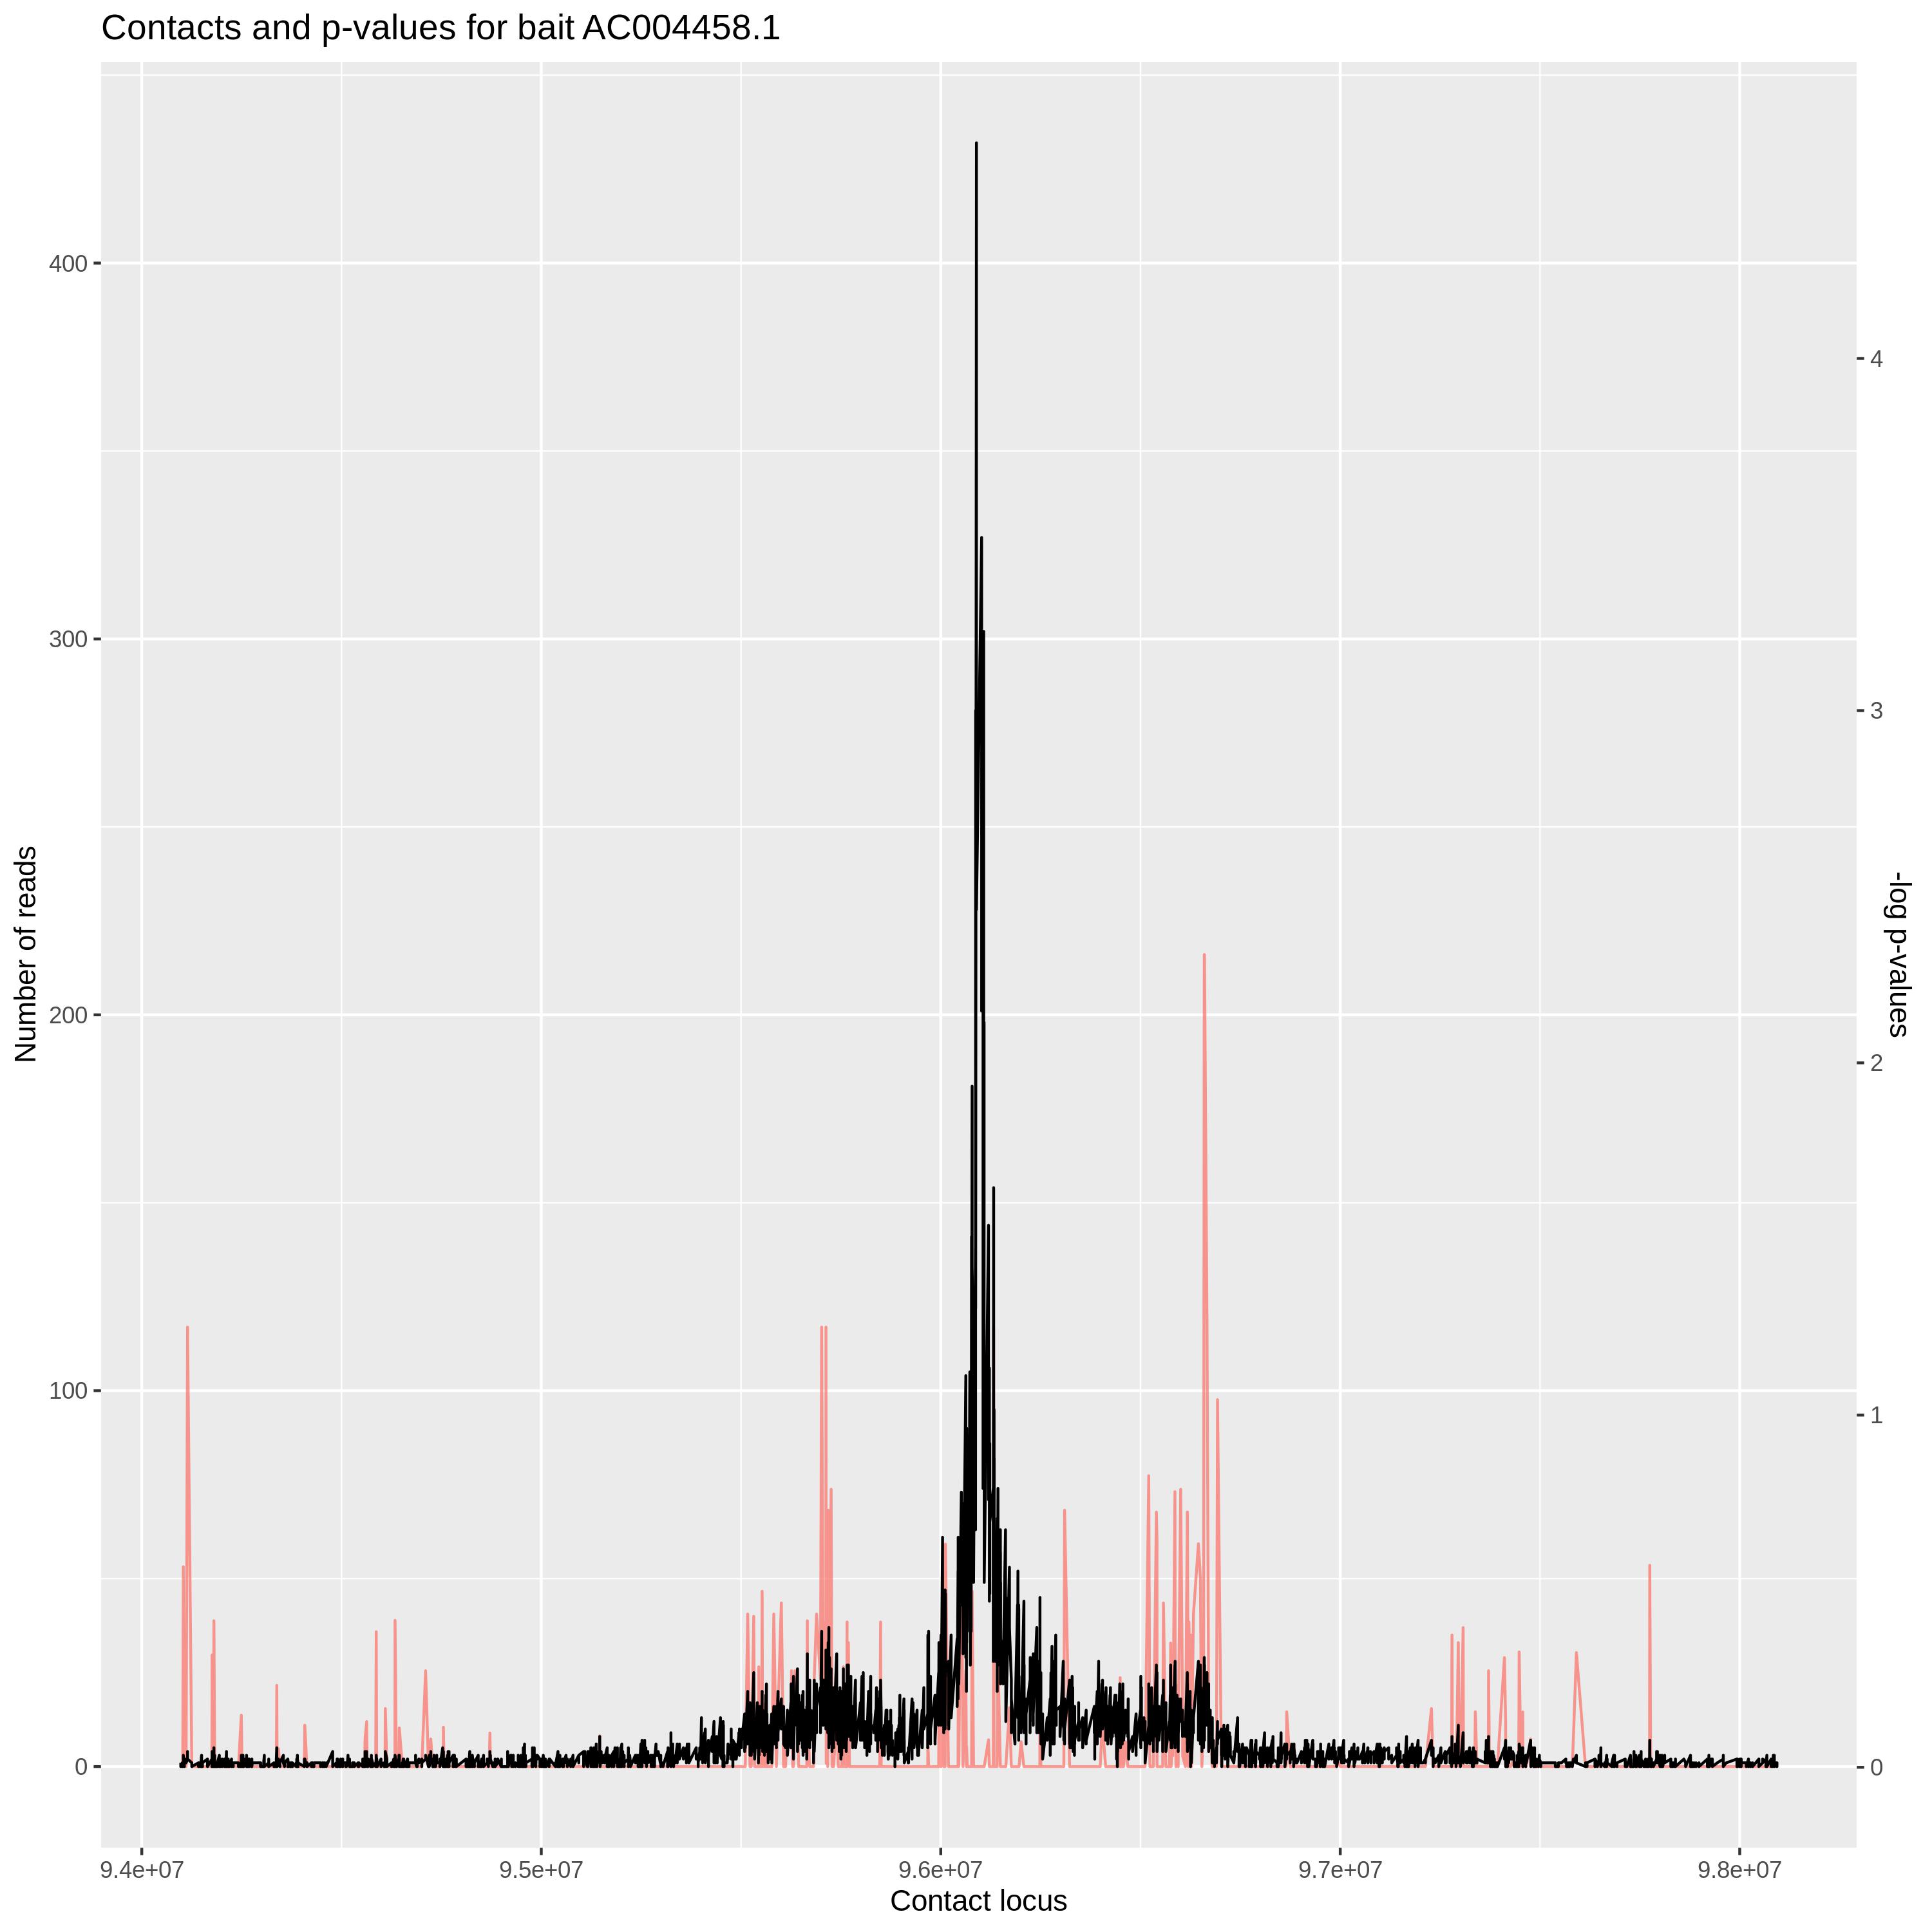 Contacts and p-values for bait AC004458.1
400
300
200
100
0
Number of reads
4
3
2
1
0
-log p-values
9.4e+07 9.5e+07 9.6e+07 9.7e+07 9.8e+07
Contact locus